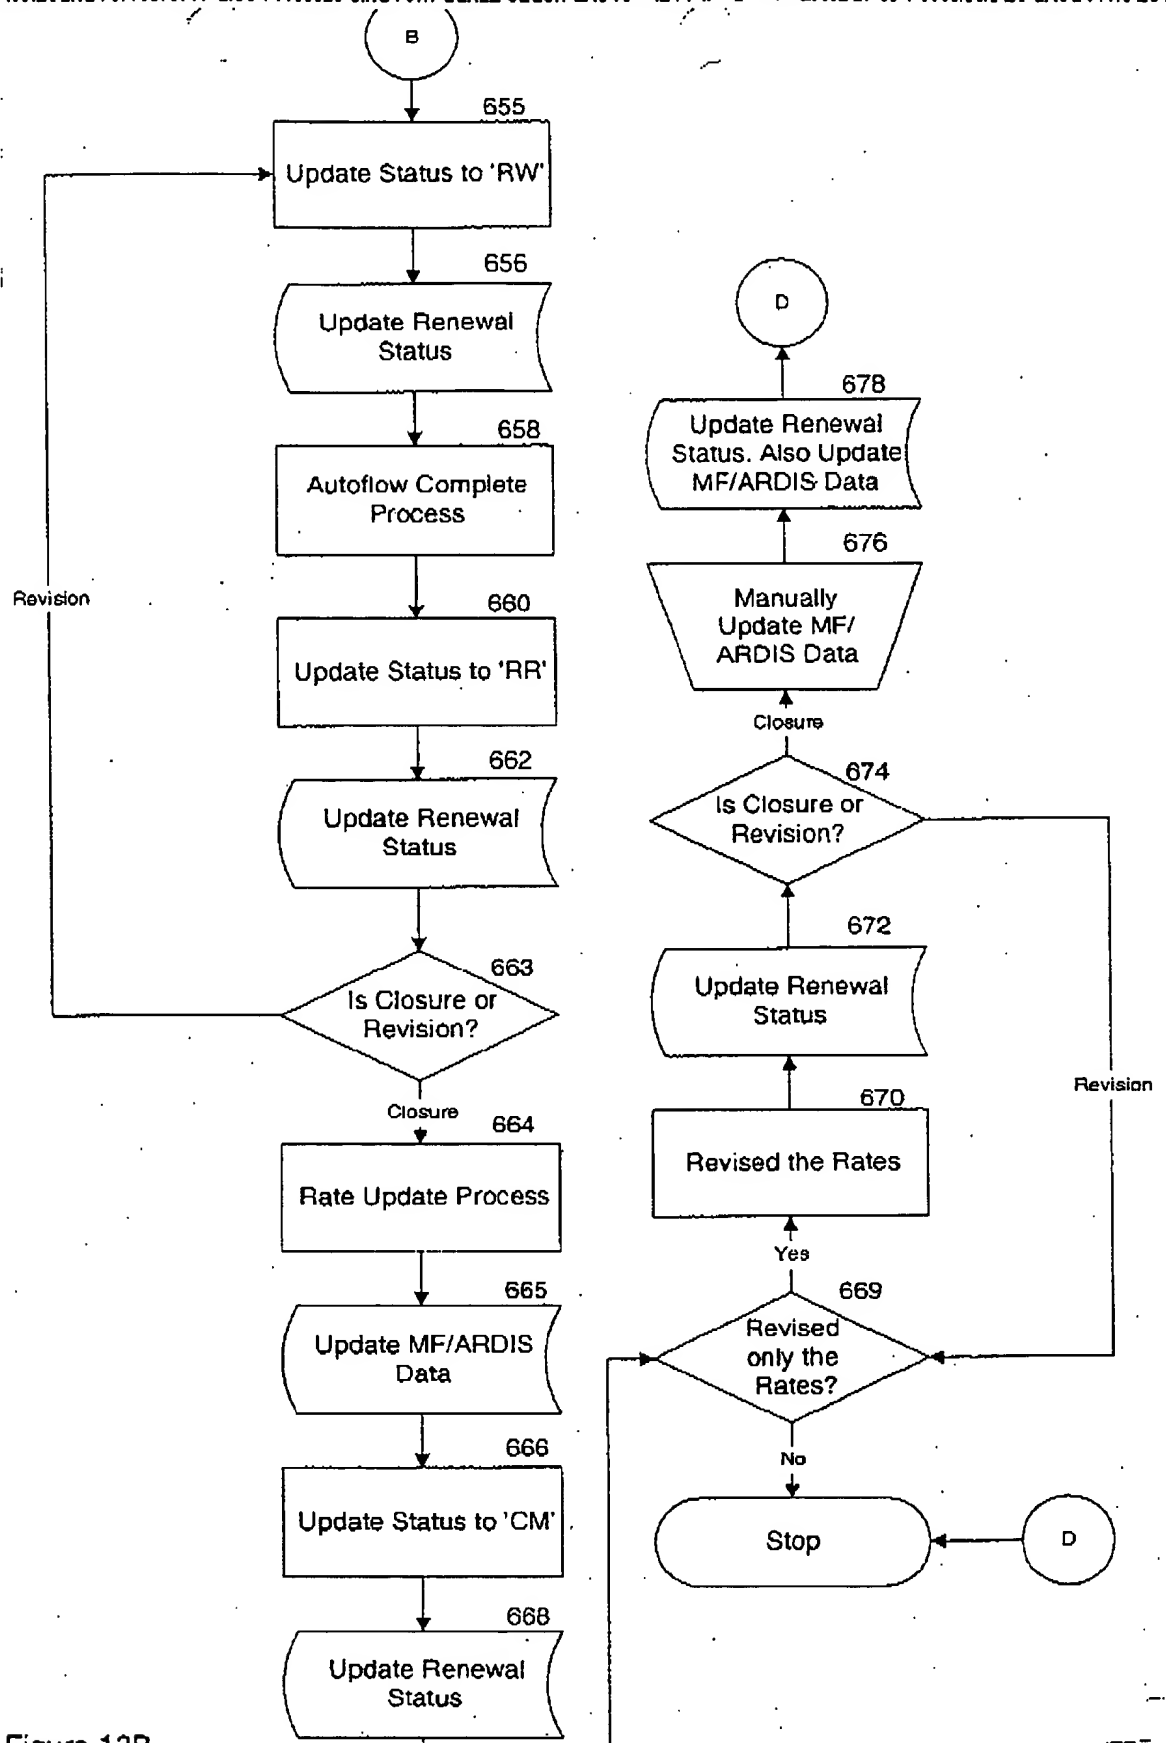 B
655
Update Status to 'RW'
656
Update Renewal
Status
658
Autoflow Complete
Process
Revision
660
Update Status to 'RR'
662
Update Renewal
Status
663
Is Closure or
Revision?
Closure
664
Rate Update Process
665
Update MF/ARDIS
Data
666
Update Status to 'CM'
668
Update Renewal
Status
D
678
Update Renewal
Status. Also Update
MF/ARDIS Data
676
Manually
Update MF/
ARDIS Data
Closure
674
Is Closure or
Revision?
672
Update Renewal
Status
Revision
670
Revised the Rates
Yes
669
Revised
only the
Rates?
No
Stop
D